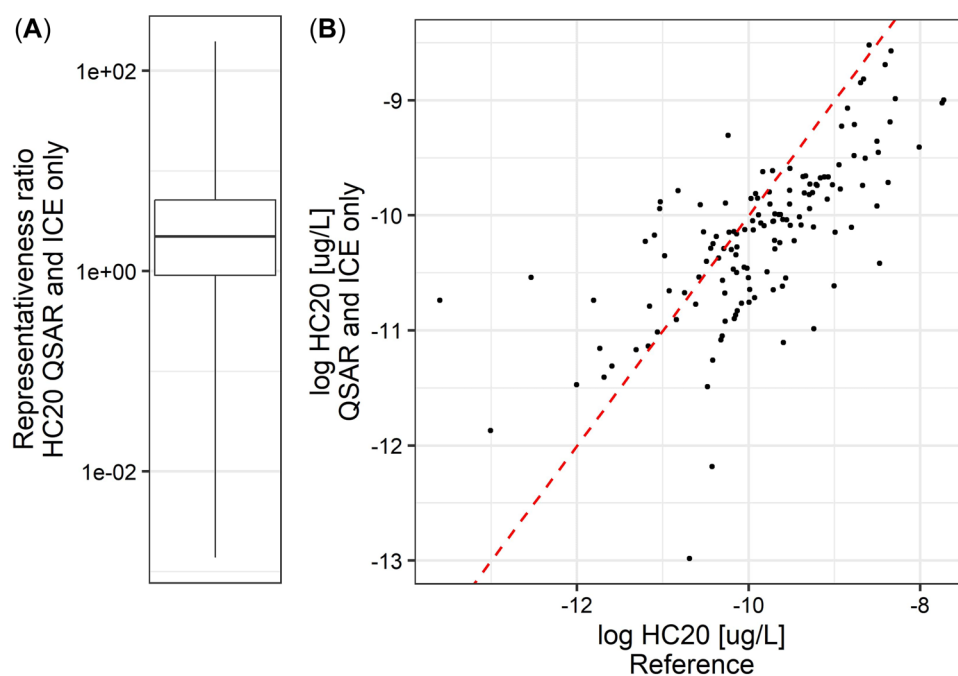 (A)
Representativeness ratio
HC20 QSAR and ICE only
1e+02
1e+00
1e-02
(B)
log HC20 [ug/L]
QSAR and ICE only
-9
-10
-11
-12
-13
-12
-10
-8
log HC20 [ug/L]
Reference